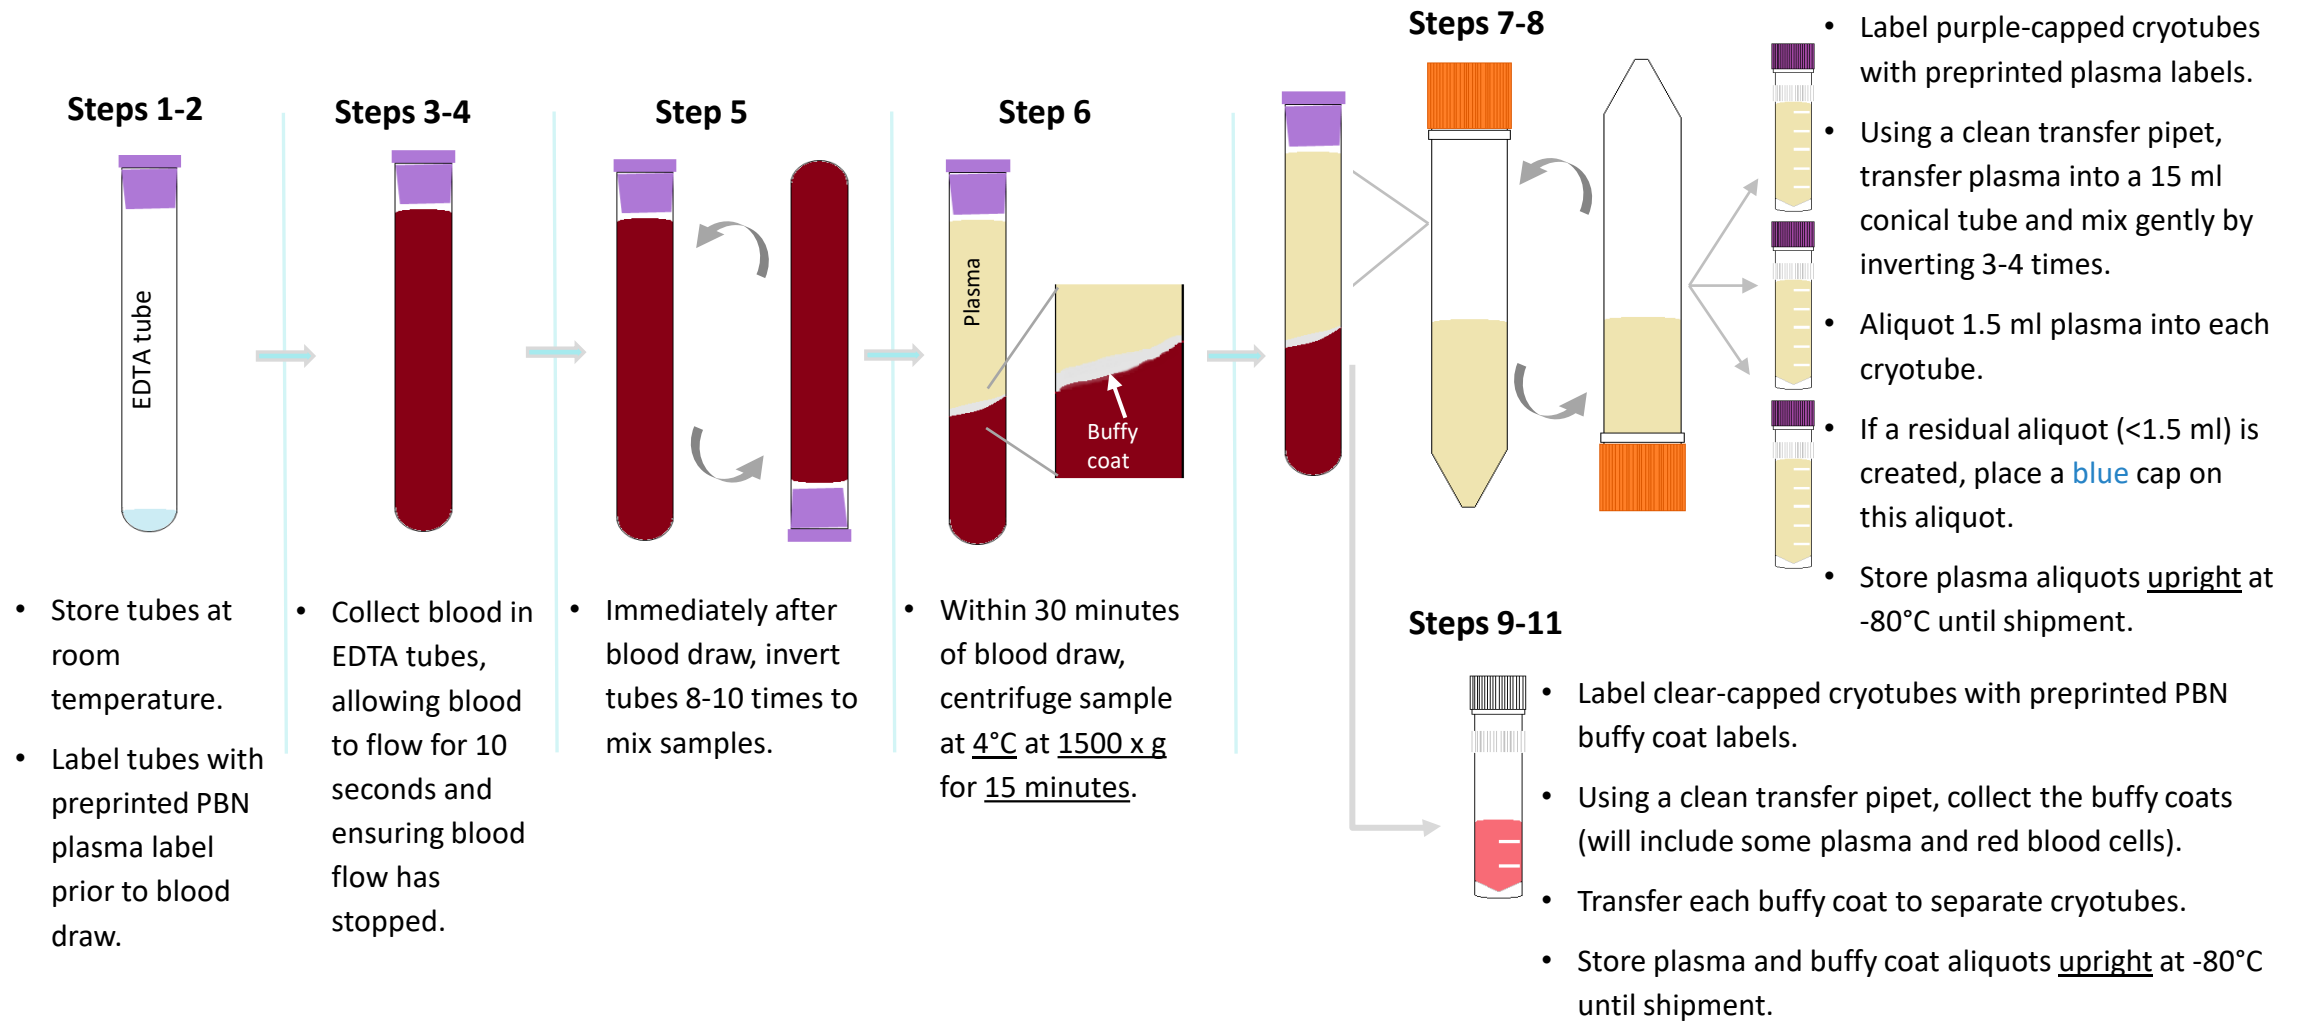 Steps 1-2
EDTA tube
• Store tubes at
room
temperature.
• Label tubes with
preprinted PBN
plasma label
prior to blood
draw.
Steps 3-4
• Collect blood in
EDTA tubes,
allowing blood
to flow for 10
seconds and
ensuring blood
flow has
stopped.
Step 5
• Immediately after
blood draw, invert
tubes 8-10 times to
mix samples.
Step 6
Plasma
Buffy
coat
• Within 30 minutes
of blood draw,
centrifuge sample
at 4°C at 1500 x g
for 15 minutes.
Steps 7-8
• Label purple-capped cryotubes
with preprinted plasma labels.
• Using a clean transfer pipet,
transfer plasma into a 15 ml
conical tube and mix gently by
inverting 3-4 times.
• Aliquot 1.5 ml plasma into each
cryotube.
• If a residual aliquot (<1.5 ml) is
created, place a blue cap on
this aliquot.
• Store plasma aliquots upright at
-80°C until shipment.
Steps 9-11
• Label clear-capped cryotubes with preprinted PBN
buffy coat labels.
• Using a clean transfer pipet, collect the buffy coats
(will include some plasma and red blood cells).
• Transfer each buffy coat to separate cryotubes.
• Store plasma and buffy coat aliquots upright at -80°C
until shipment.